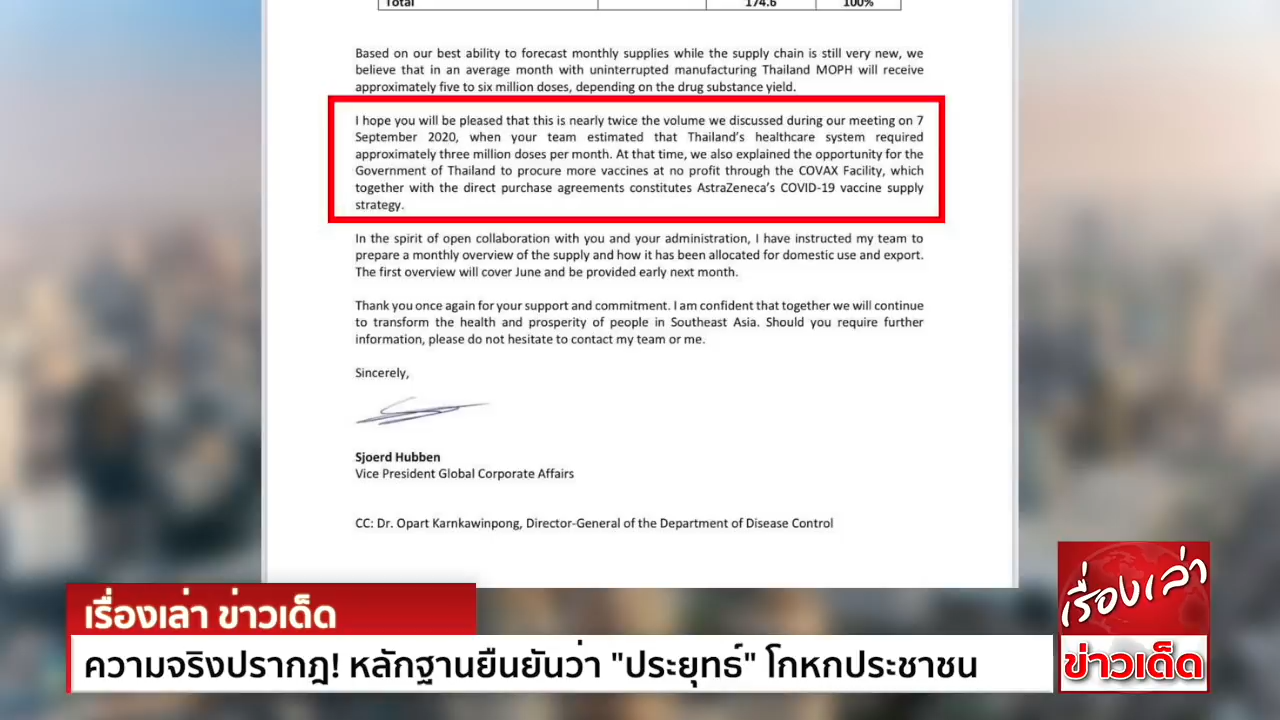 Total 174.6 100%
Based on our best ability to forecast monthly supplies while the supply chain is still very new, we
believe that in an average month with uninterrupted manufacturing Thailand MOPH will receive
approximately five to six million doses, depending on the drug substance yield.
I hope you will be pleased that this is nearly twice the volume we discussed during our meeting on 7
September 2020, when your team estimated that Thailand's healthcare system required
approximately three million doses per month. At that time, we also explained the opportunity for the
Government of Thailand to procure more vaccines at no profit through the COVAX Facility, which
together with the direct purchase agreements constitutes AstraZeneca's COVID-19 vaccine supply
strategy.
In the spirit of open collaboration with you and your administration, I have instructed my team to
prepare a monthly overview of the supply and how it has been allocated for domestic use and export.
The first overview will cover June and be provided early next month.
Thank you once again for your support and commitment. I am confident that together we will continue
to transform the health and prosperity of people in Southeast Asia. Should you require further
information, please do not hesitate to contact my team or me.
Sincerely,
Sjoerd Hubben
Vice President Global Corporate Affairs
CC: Dr. Opart Karnkawinpong, Director-General of the Department of Disease Control
เรื่องเล่า ข่าวเด็ด
ความจริงปรากฎ! หลักฐานยืนยันว่า "ประยุทธ์" โกหกประชาชน
เรื่องเล่า
ข่าวเด็ด